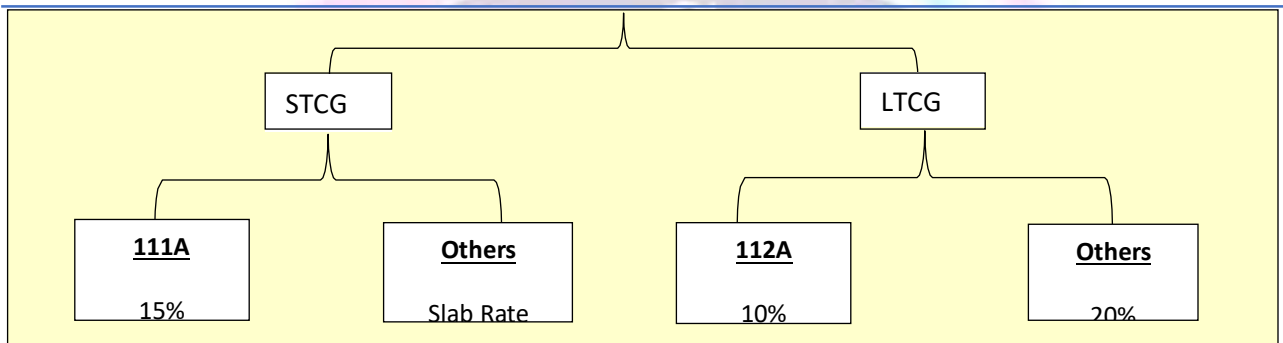 STCG
LTCG
111A
15%
Others
Slab Rate
112A
10%
Others
20%